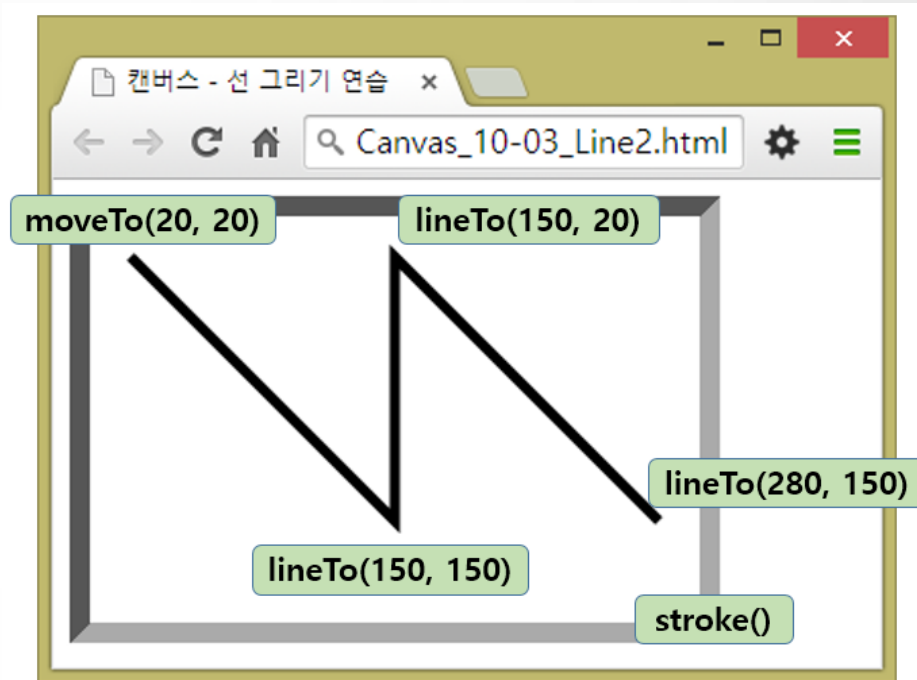 캔버스 - 선 그리기 연습
Canvas_10-03_Line2.html
moveTo(20, 20)
lineTo(150, 20)
lineTo(280, 150)
lineTo(150, 150)
stroke()